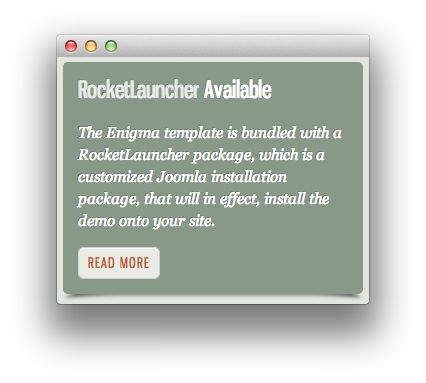 RocketLauncher Available
The Enigma template is bundled with a
RocketLauncher package, which is a
customized Joomla installation
package, that will in effect, install the
demo onto your site.
READ MORE